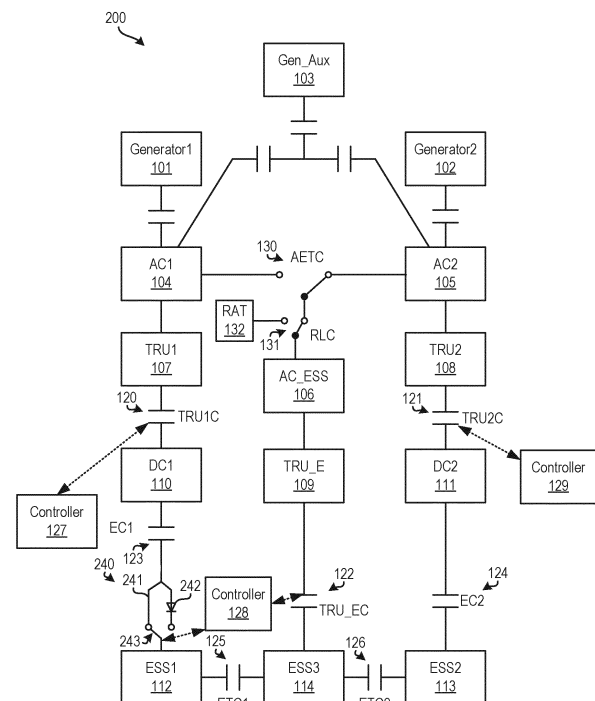 200
Gen_Aux
103
Generator1
101
Generator2
102
130
AETC
AC1
104
AC2
105
RAT
132
131
RLC
TRU1
107
TRU2
108
AC_ESS
106
120
TRU1C
121
TRU2C
DC1
110
TRU_E
109
DC2
111
Controller
129
Controller
127
EC1
123
240
241
242
Controller
128
122
TRU_EC
124
EC2
243
125
126
ESS1
112
ESS3
114
ESS2
113